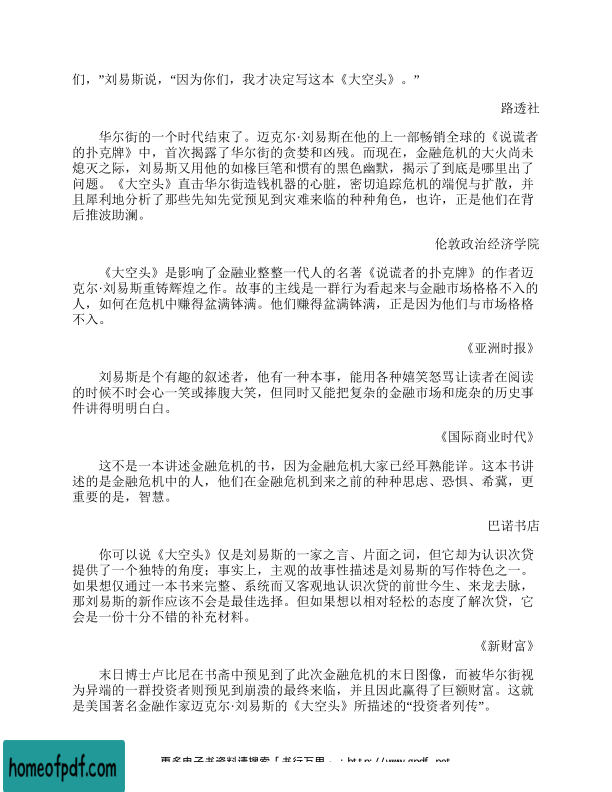 们，”刘易斯说，“因为你们，我才决定写这本《大空头》。”
路透社
华尔街的一个时代结束了。迈克尔·刘易斯在他的上一部畅销全球的《说谎者
的扑克牌》中，首次揭露了华尔街的贪婪和凶残。而现在，金融危机的大火尚未
熄灭之际，刘易斯又用他的如椽巨笔和惯有的黑色幽默，揭示了到底是哪里出了
问题。《大空头》直击华尔街造钱机器的心脏，密切追踪危机的端倪与扩散，并
且犀利地分析了那些先知先觉预见到灾难来临的种种角色，也许，正是他们在背
后推波助澜。
伦敦政治经济学院
《大空头》是影响了金融业整整一代人的名著《说谎者的扑克牌》的作者迈
克尔·刘易斯重铸辉煌之作。故事的主线是一群行为看起来与金融市场格格不入的
人，如何在危机中赚得盆满钵满。他们赚得盆满钵满，正是因为他们与市场格格
不入。
《亚洲时报》
刘易斯是个有趣的叙述者，他有一种本事，能用各种嬉笑怒骂让读者在阅读
的时候不时会心一笑或捧腹大笑，但同时又能把复杂的金融市场和庞杂的历史事
件讲得明明白白。
《国际商业时代》
这不是一本讲述金融危机的书，因为金融危机大家已经耳熟能详。这本书讲
述的是金融危机中的人，他们在金融危机到来之前的种种思虑、恐惧、希冀，更
重要的是，智慧。
巴诺书店
你可以说《大空头》仅是刘易斯的一家之言、片面之词，但它却为认识次贷
提供了一个独特的角度；事实上，主观的故事性描述是刘易斯的写作特色之一。
如果想仅通过一本书来完整、系统而又客观地认识次贷的前世今生、来龙去脉，
那刘易斯的新作应该不会是最佳选择。但如果想以相对轻松的态度了解次贷，它
会是一份十分不错的补充材料。
《新财富》
末日博士卢比尼在书斋中预见到了此次金融危机的末日图像，而被华尔街视
为异端的一群投资者则预见到崩溃的最终来临，并且因此赢得了巨额财富。这就
是美国著名金融作家迈克尔·刘易斯的《大空头》所描述的“投资者列传”。
更多电子书资料请搜索「书行万里」：http://www.gpdf.net
homeofpdf.com